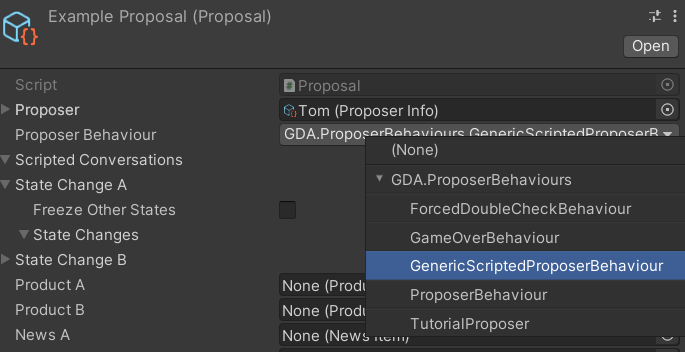 Example Proposal (Proposal)
Open
Script
Proposal
Proposer
Tom (Proposer Info)
Proposer Behaviour
GDA.ProposerBehaviours.GenericScriptedProposerB
(None)
Scripted Conversations
GDA.ProposerBehaviours
State Change A
Freeze Other States
ForcedDoubleCheckBehaviour
State Changes
GameOverBehaviour
State Change B
GenericScriptedProposerBehaviour
Product A
None (Produ
ProposerBehaviour
Product B
None (Produ
News A
None (News Item)
TutorialProposer